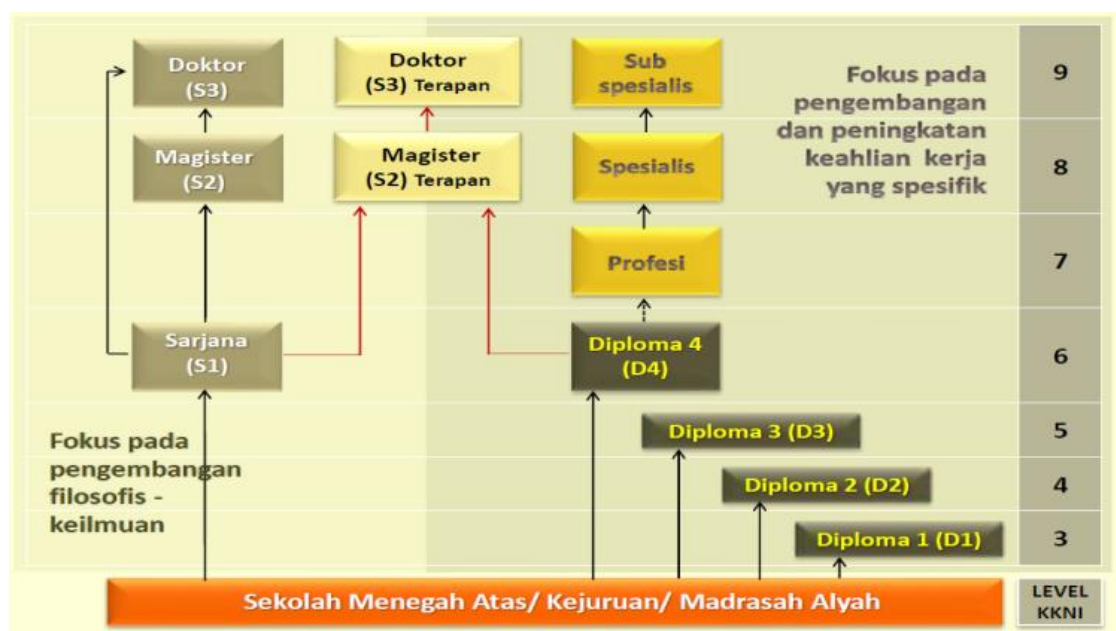 Doktor
(S3)
Doktor
(S3) Terapan
Sub
spesialis
Fokus pada
pengembangan
dan peningkatan
keahlian kerja
yang spesifik
9
Magister
(S2)
Magister
(S2) Terapan
Spesialis
8
Profesi
7
Sarjana
(S1)
Diploma 4
(D4)
6
Fokus pada
pengembangan
filosofis -
keilmuan
Diploma 3 (D3)
5
Diploma 2 (D2)
4
Diploma 1 (D1)
3
Sekolah Menegah Atas/ Kejuruan/ Madrasah Alyah
LEVEL
KKNI